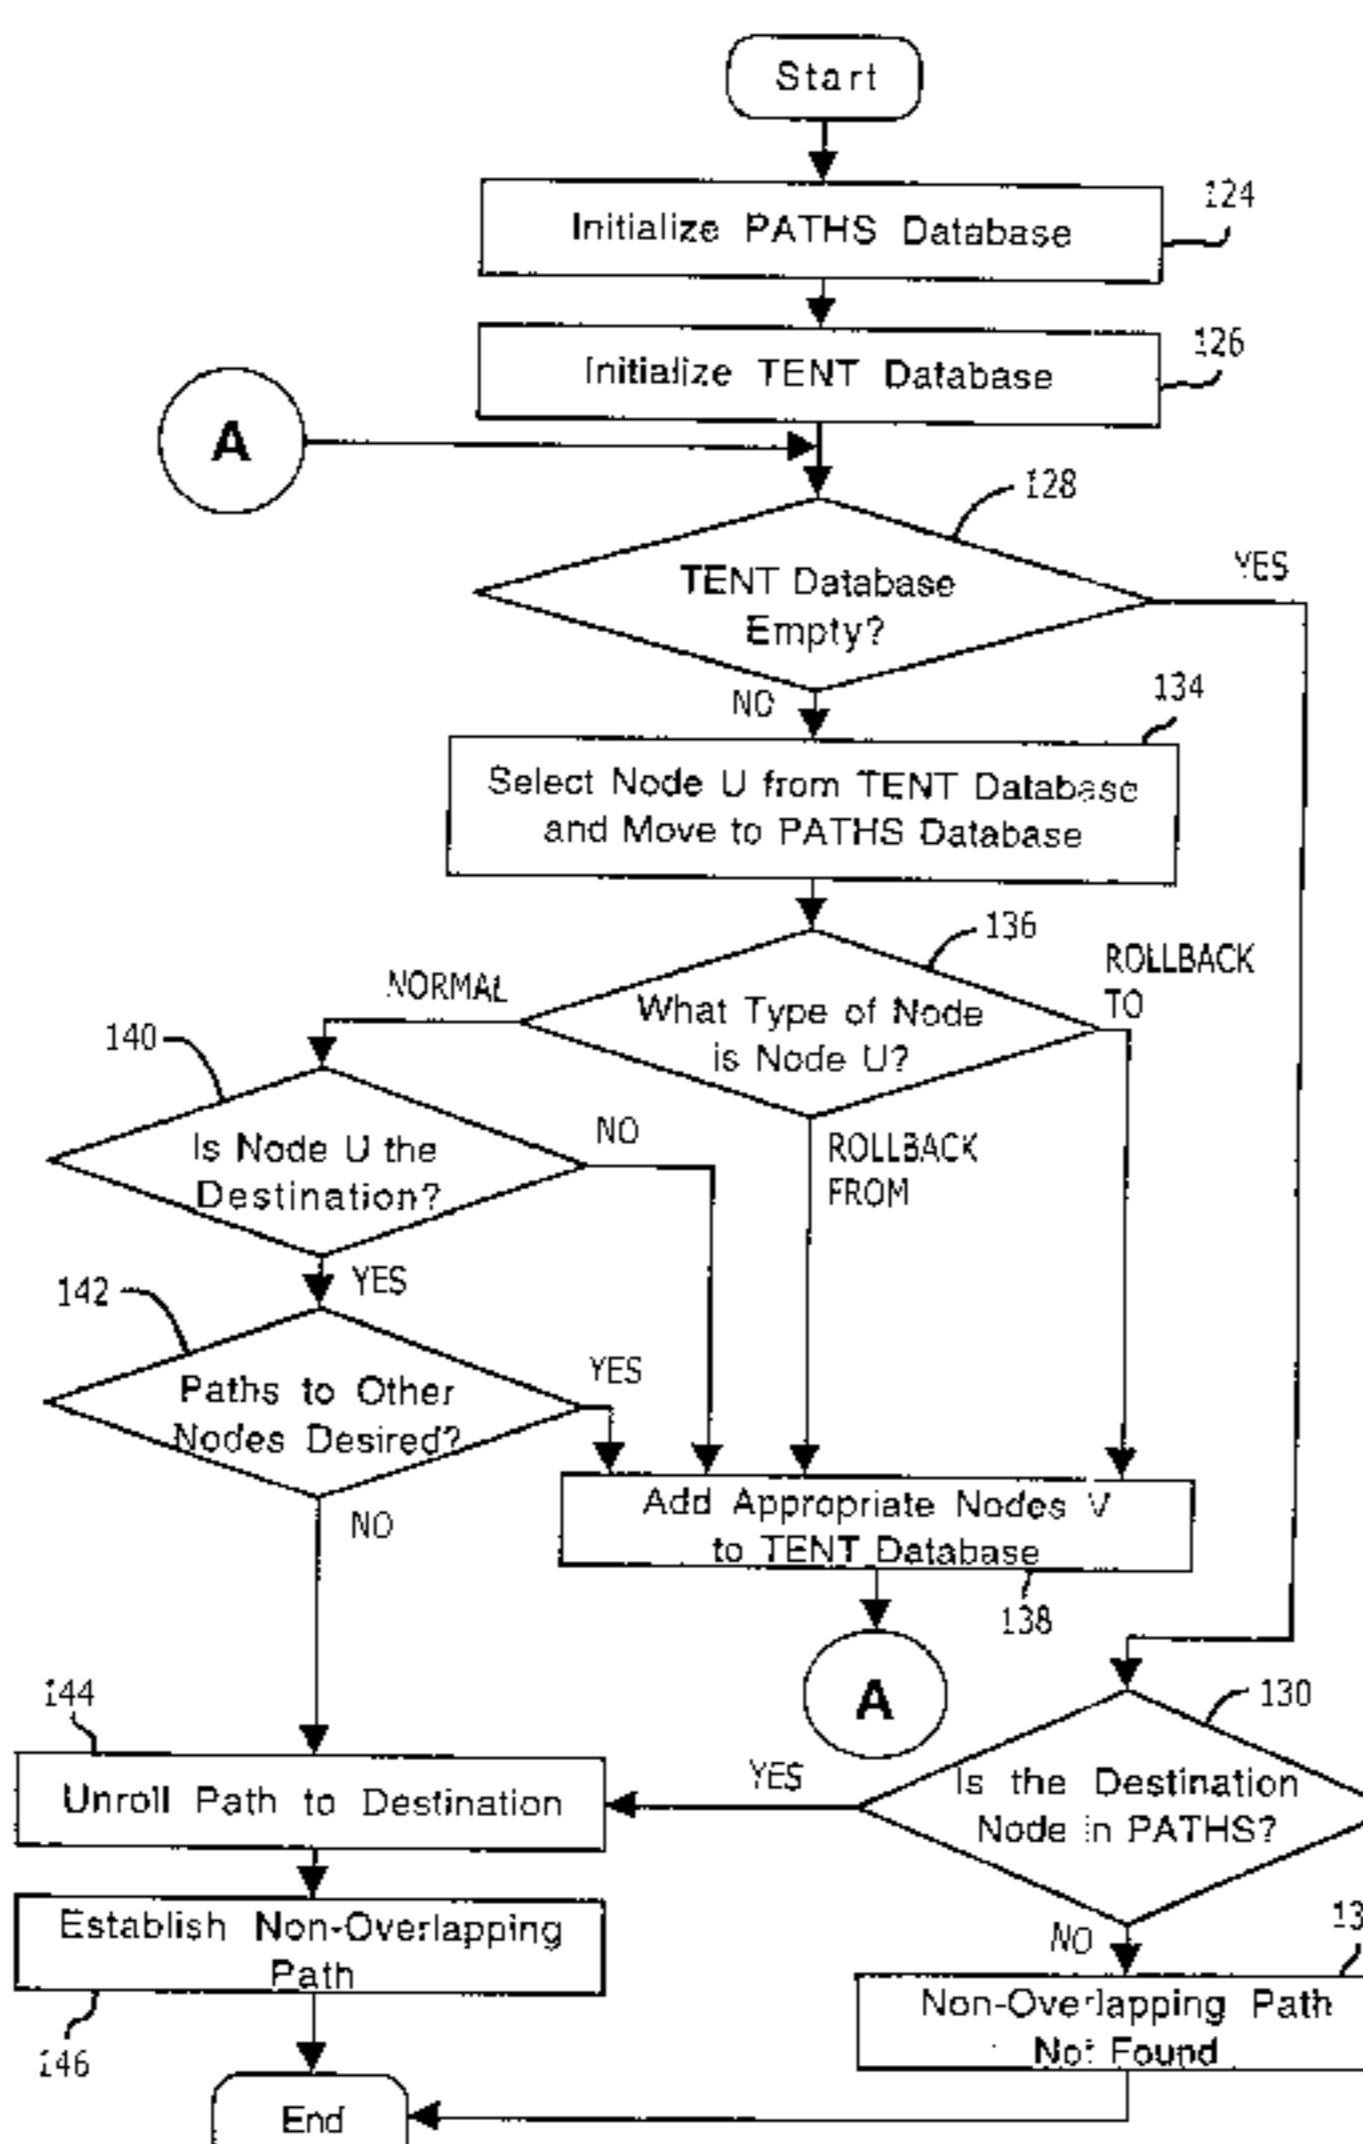 Start
124
Initialize PATHS Database
126
Initialize TENT Database
A
128
TENT Database
Empty?
YES
NO
134
Select Node U from TENT Database
and Move to PATHS Database
136
NORMAL
ROLLBACK
TO
What Type of Node
is Node U?
140
NO
ROLLBACK
FROM
Is Node U the
Destination?
YES
142
YES
Paths to Other
Nodes Desired?
NO
Add Appropriate Nodes V
to TENT Database
138
A
144
130
YES
Unroll Path to Destination
Is the Destination
Node in PATHS?
NO
Establish Non-Overlapping
Path
Non-Overlapping Path
Not Found
146
End